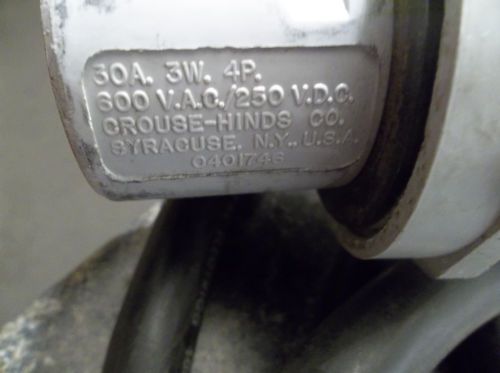 30A. 3W. 4P.
600 V.A.C./250 V.D.C.
CROUSE-HINDS CO.
SYRACUSE. N.Y., U.S.A.
0401746